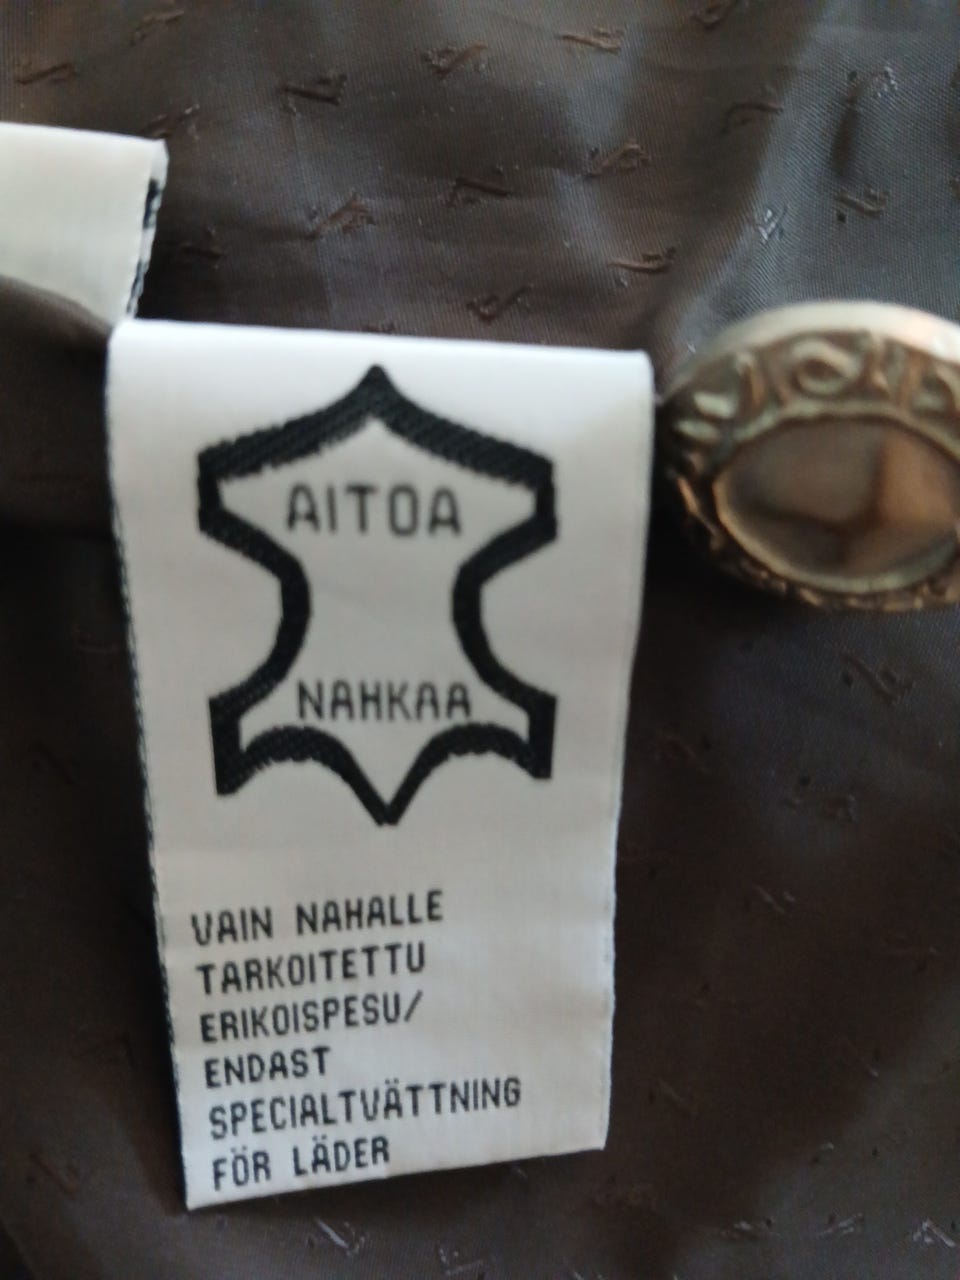 AITOA
NAHKAA
VAIN NAHALLE
TARKOITETTU
ERIKOISPESU/
ENDAST
SPECIALTVÄTTNING
FÖR LÄDER